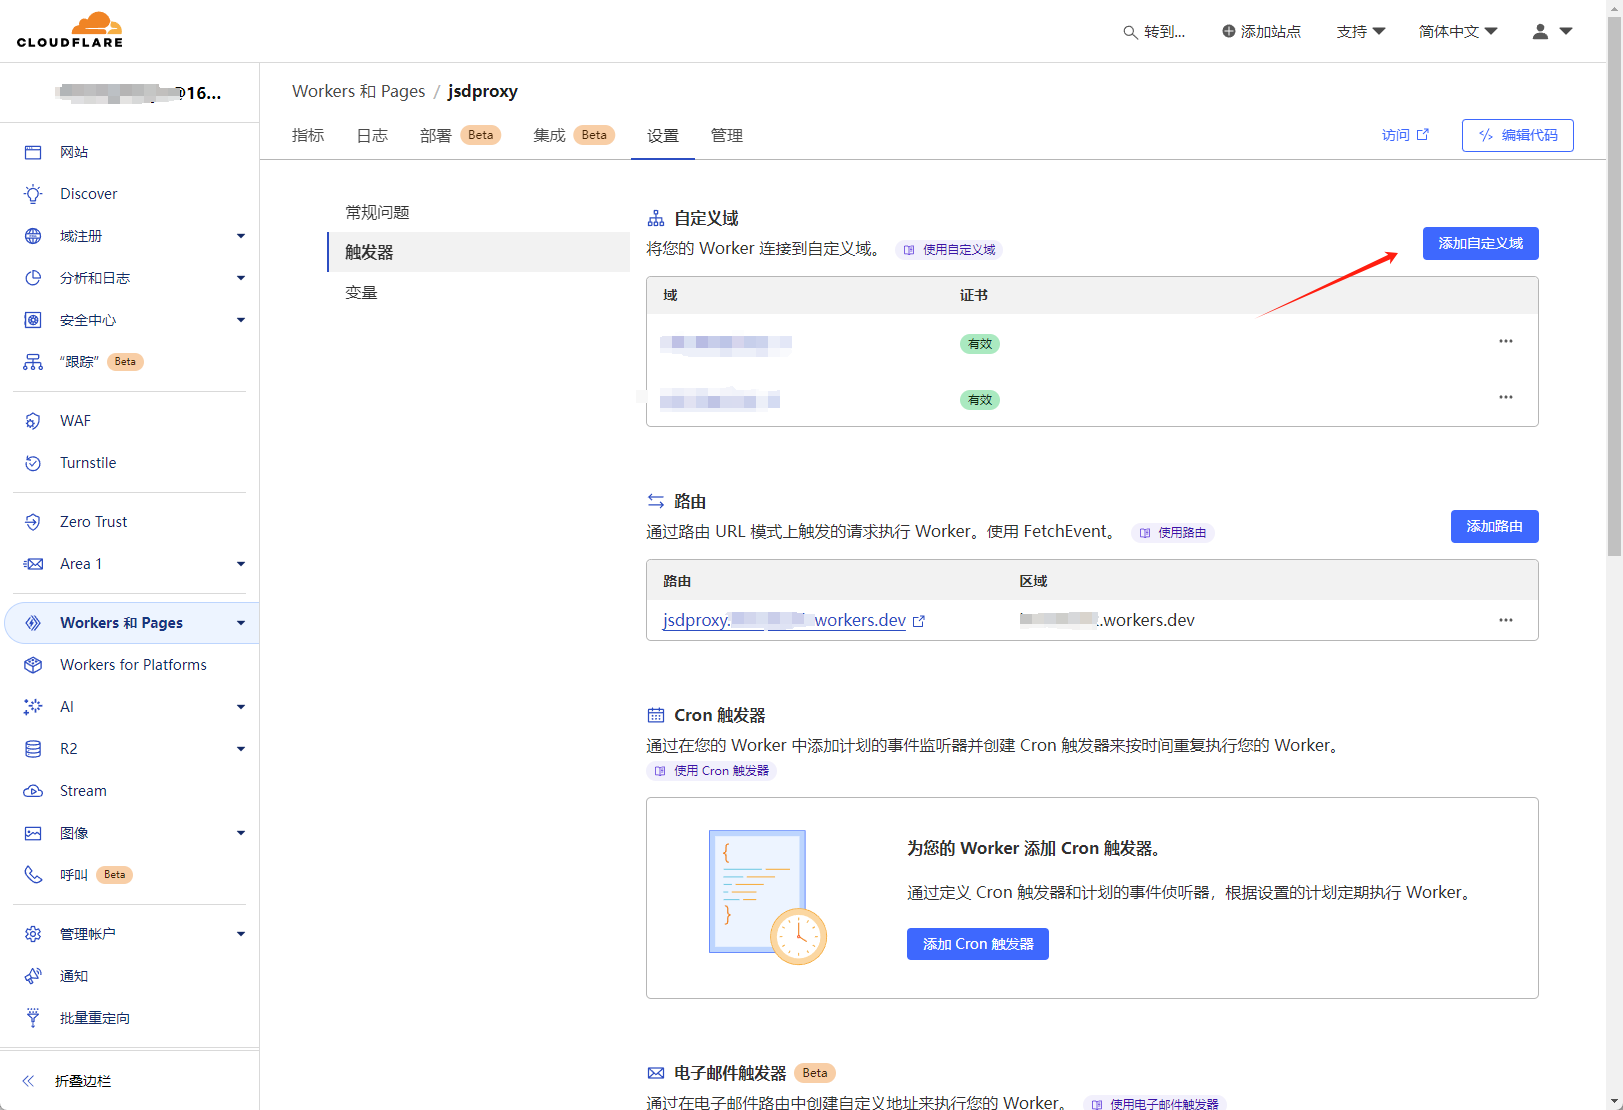 CLOUDFLARE
转到...
添加站点
支持
简体中文
@16...
网站
Discover
域注册
分析和日志
安全中心
“跟踪” Beta
WAF
Turnstile
Zero Trust
Area 1
Workers 和 Pages
Workers for Platforms
AI
R2
Stream
图像
呼叫 Beta
管理帐户
通知
批量重定向
折叠边栏
Workers 和 Pages / jsdproxy
指标 日志 部署 Beta 集成 Beta 设置 管理
访问
编辑代码
常规问题
触发器
变量
自定义域
将您的 Worker 连接到自定义域。 使用自定义域
添加自定义域
域 证书
有效
有效
路由
通过路由 URL 模式上触发的请求执行 Worker。使用 FetchEvent。 使用路由
添加路由
路由 区域
jsdproxy. workers.dev .workers.dev
Cron 触发器
通过在您的 Worker 中添加计划的事件监听器并创建 Cron 触发器来按时间重复执行您的 Worker。
使用 Cron 触发器
为您的 Worker 添加 Cron 触发器。
通过定义 Cron 触发器和计划的事件侦听器，根据设置的计划定期执行 Worker。
添加 Cron 触发器
电子邮件触发器 Beta
通过在电子邮件路由中创建自定义地址来执行您的 Worker。 使用电子邮件触发器